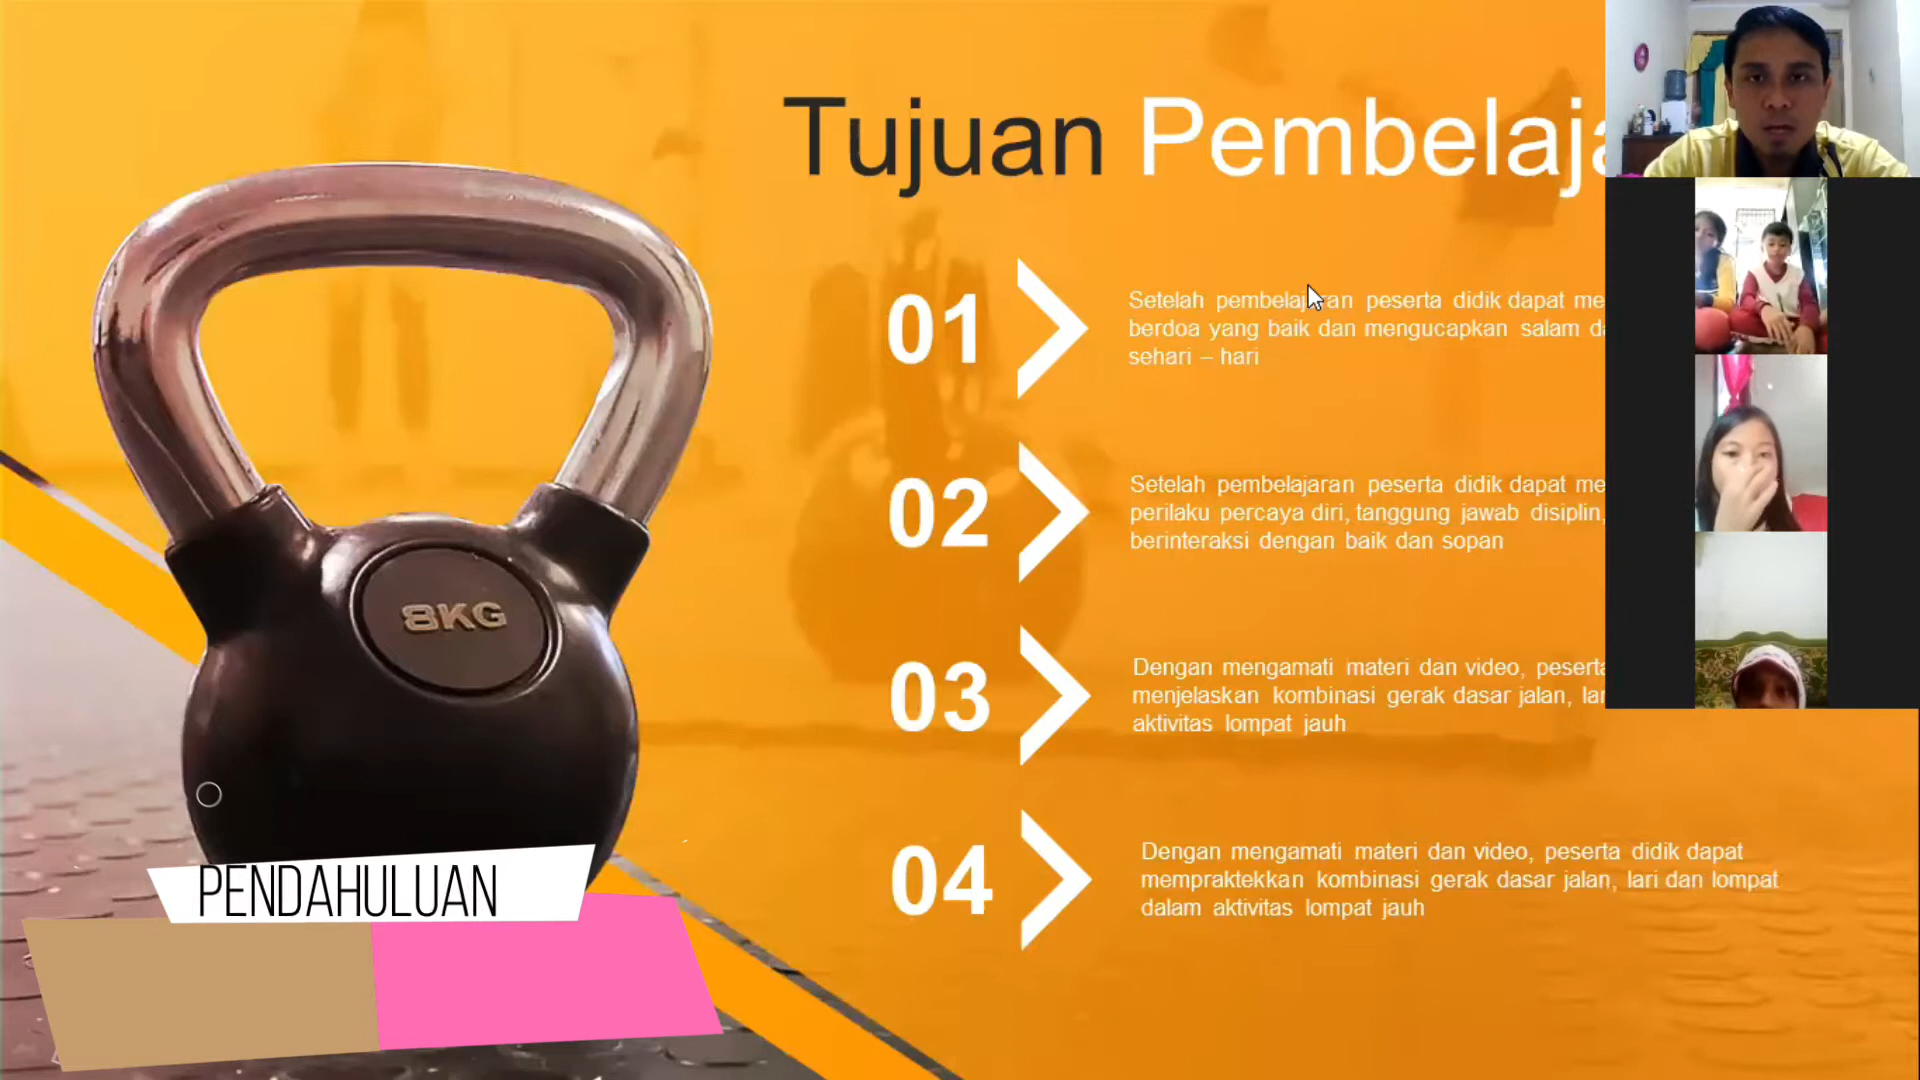 Tujuan Pembelaja
01
Setelah pembelajaran peserta didik dapat me
berdoa yang baik dan mengucapkan salam da
sehari – hari
02
Setelah pembelajaran peserta didik dapat me
perilaku percaya diri, tanggung jawab disiplin,
berinteraksi dengan baik dan sopan
03
Dengan mengamati materi dan video, peserta
menjelaskan kombinasi gerak dasar jalan, lar
aktivitas lompat jauh
04
Dengan mengamati materi dan video, peserta didik dapat
mempraktekkan kombinasi gerak dasar jalan, lari dan lompat
dalam aktivitas lompat jauh
8KG
PENDAHULUAN